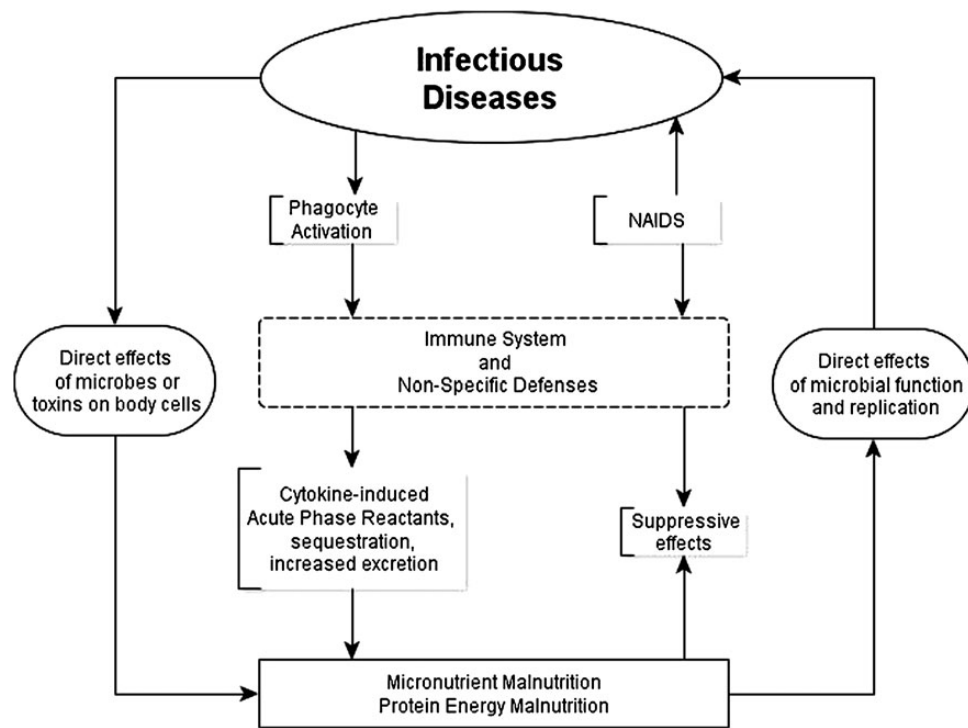 Infectious
Diseases
Phagocyte
Activation
NAIDS
Immune System
and
Non-Specific Defenses
Direct effects
of microbes or
toxins on body cells
Direct effects
of microbial function
and replication
Cytokine-induced
Acute Phase Reactants,
sequestration,
increased excretion
Suppressive
effects
Micronutrient Malnutrition
Protein Energy Malnutrition